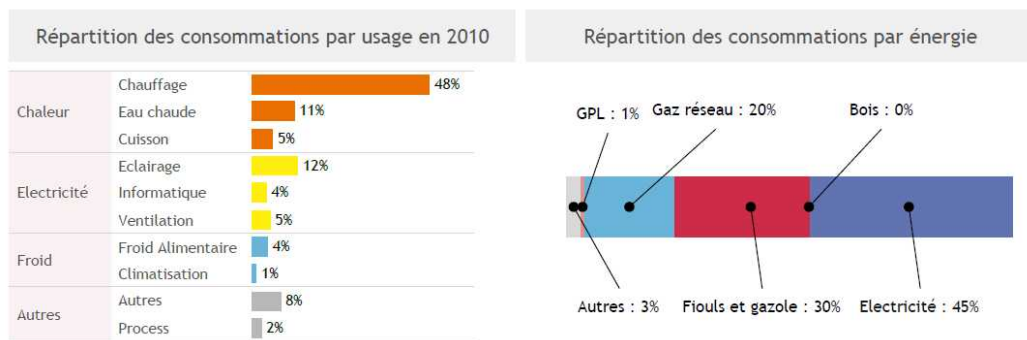 Répartition des consommations par usage en 2010
Chaleur
Chauffage 48%
Eau chaude 11%
Cuisson 5%
Electricité
Eclairage 12%
Informatique 4%
Ventilation 5%
Froid
Froid Alimentaire 4%
Climatisation 1%
Autres
Autres 8%
Process 2%
Répartition des consommations par énergie
GPL : 1%
Gaz réseau : 20%
Bois : 0%
Autres : 3%
Fiouls et gazole : 30%
Electricité : 45%